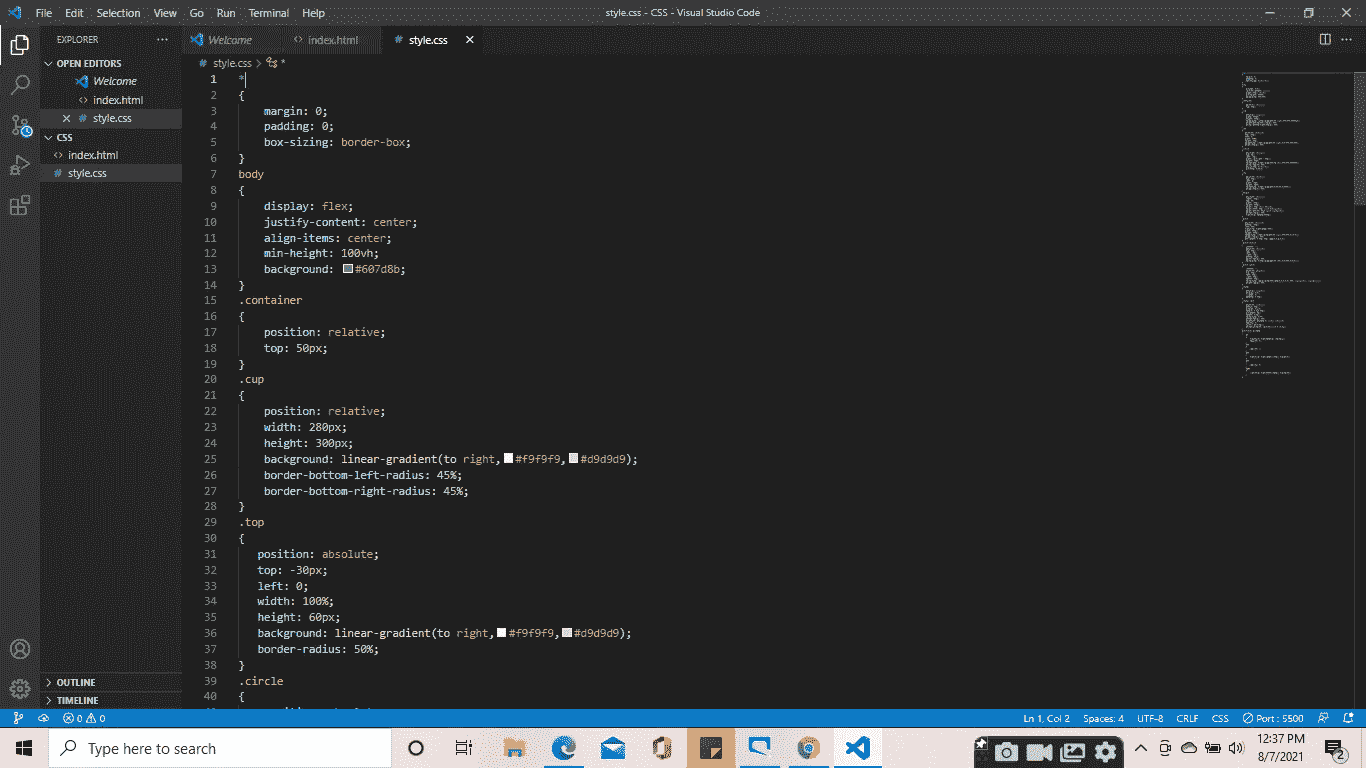 File Edit Selection View Go Run Terminal Help
style.css - CSS - Visual Studio Code
EXPLORER
Welcome
index.html
style.css
OPEN EDITORS
Welcome
index.html
style.css
CSS
index.html
style.css
OUTLINE
TIMELINE
style.css > *
1 *
2 {
3 margin: 0;
4 padding: 0;
5 box-sizing: border-box;
6 }
7 body
8 {
9 display: flex;
10 justify-content: center;
11 align-items: center;
12 min-height: 100vh;
13 background: #607d8b;
14 }
15 .container
16 {
17 position: relative;
18 top: 50px;
19 }
20 .cup
21 {
22 position: relative;
23 width: 280px;
24 height: 300px;
25 background: linear-gradient(to right,#f9f9f9,#d9d9d9);
26 border-bottom-left-radius: 45%;
27 border-bottom-right-radius: 45%;
28 }
29 .top
30 {
31 position: absolute;
32 top: -30px;
33 left: 0;
34 width: 100%;
35 height: 60px;
36 background: linear-gradient(to right,#f9f9f9,#d9d9d9);
37 border-radius: 50%;
38 }
39 .circle
40 {
0 0
Ln 1, Col 2 Spaces: 4 UTF-8 CRLF CSS Port : 5500
Type here to search
12:37 PM
8/7/2021
2